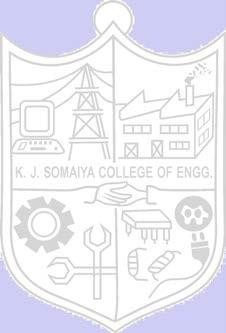 K. J. SOMAIYA COLLEGE OF ENGG.